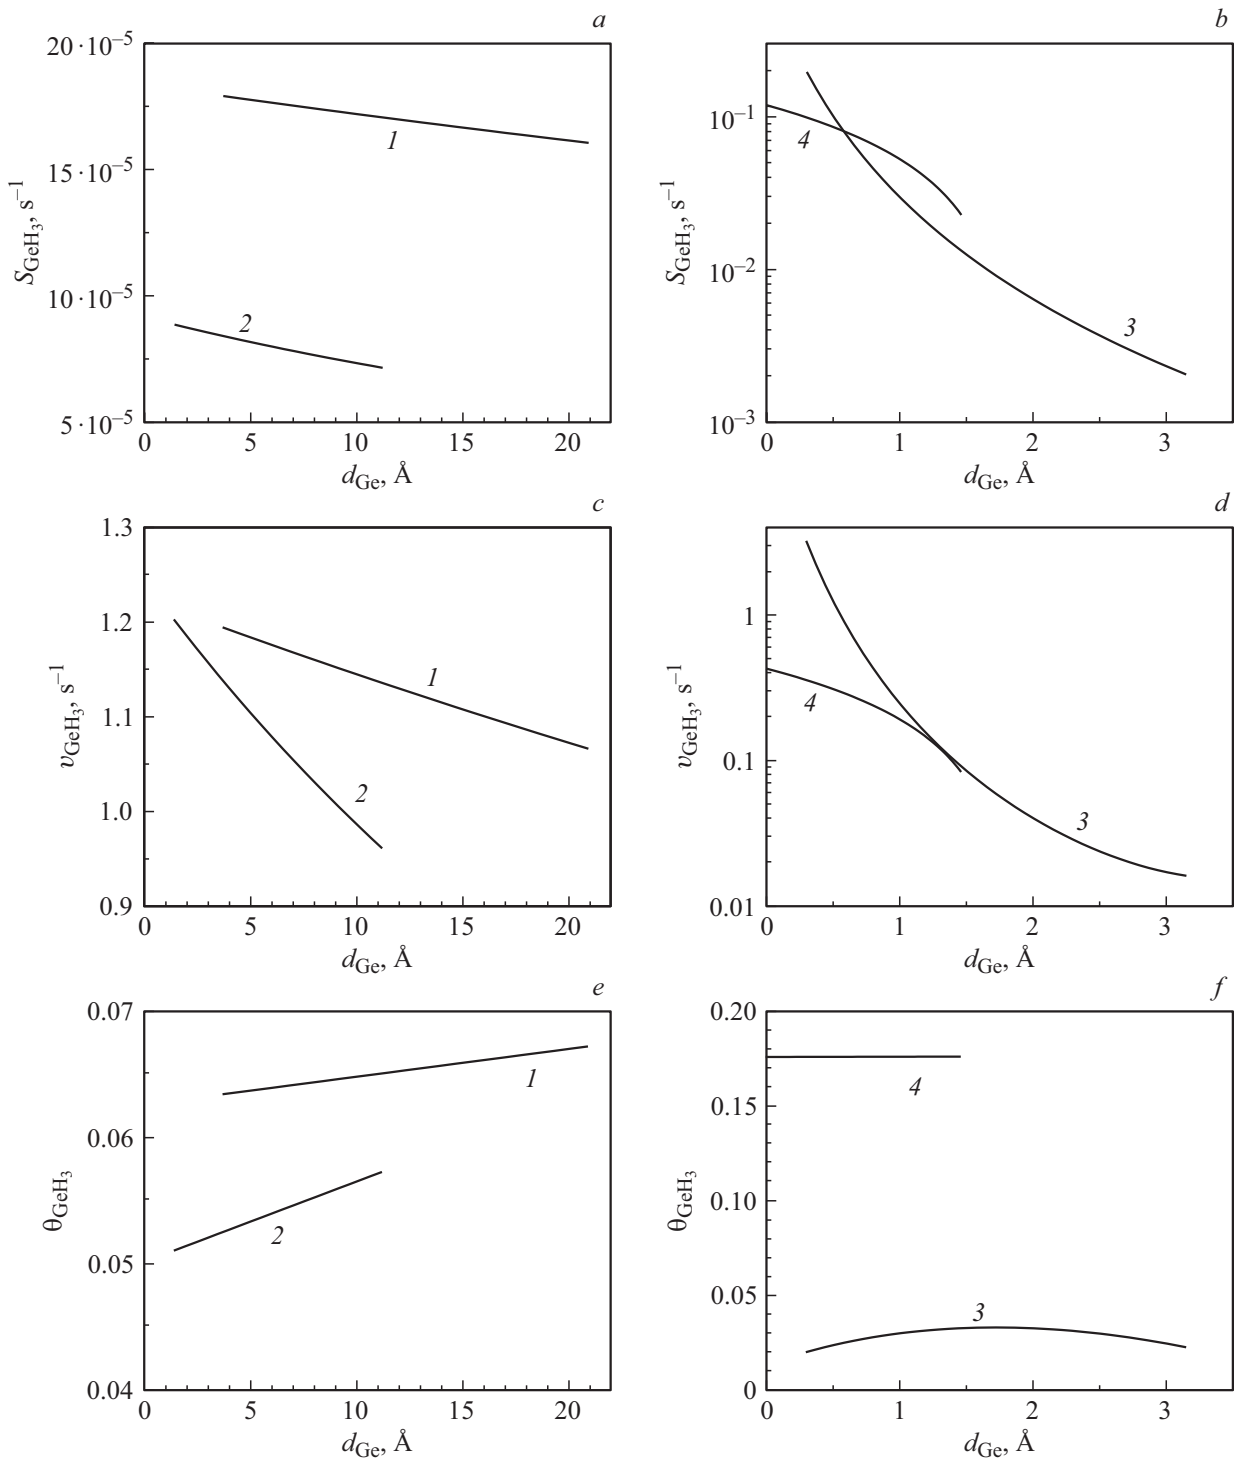 a
20·10⁻⁵
15·10⁻⁵
10·10⁻⁵
5·10⁻⁵
S_GeH₃, s⁻¹
1
2
0 5 10 15 20
d_Ge, Å
b
10⁻¹
10⁻²
10⁻³
S_GeH₃, s⁻¹
4
3
0 1 2 3
d_Ge, Å
c
1.3
1.2
1.1
1.0
0.9
ν_GeH₃, s⁻¹
1
2
0 5 10 15 20
d_Ge, Å
d
1
0.1
0.01
ν_GeH₃, s⁻¹
4
3
0 1 2 3
d_Ge, Å
e
0.07
0.06
0.05
0.04
θ_GeH₃
1
2
0 5 10 15 20
d_Ge, Å
f
0.20
0.15
0.10
0.05
0
θ_GeH₃
4
3
0 1 2 3
d_Ge, Å